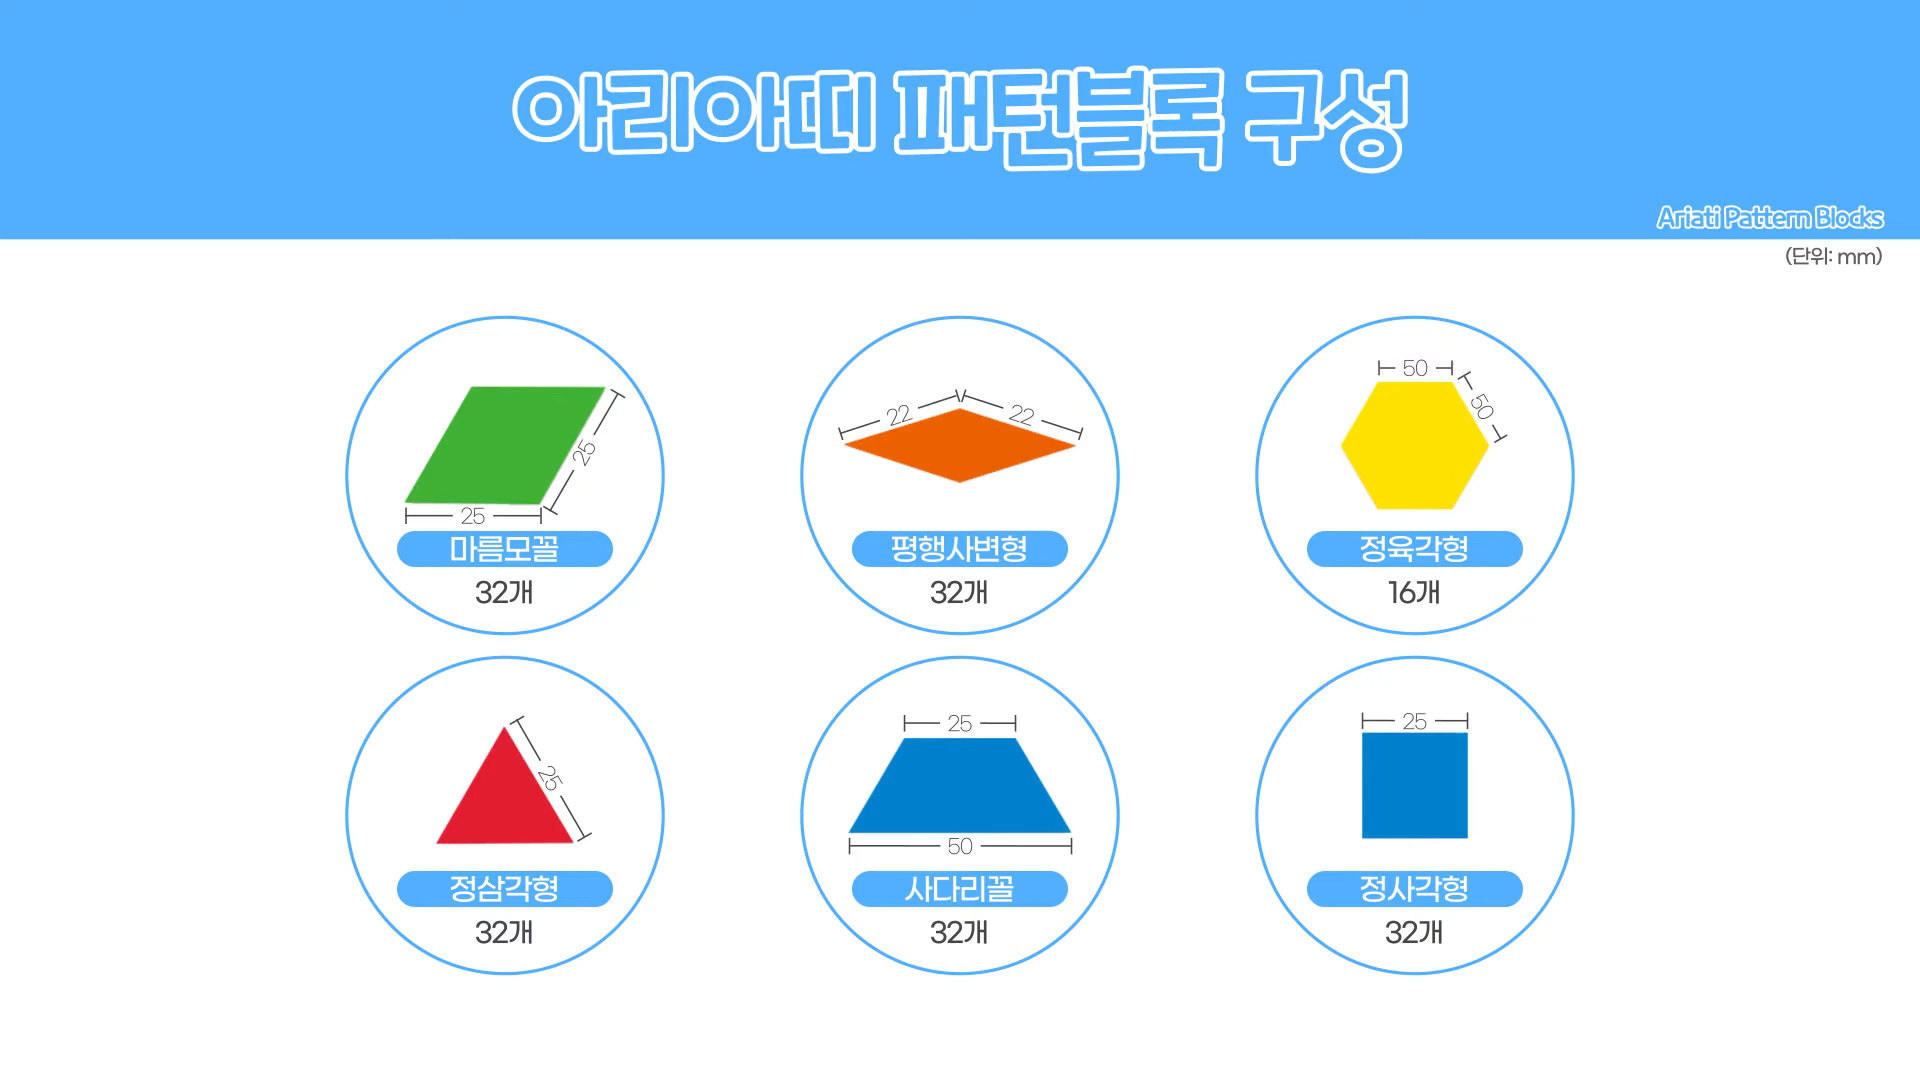 아리아띠 패턴블록 구성
Ariati Pattern Blocks
(단위: mm)
25
25
마름모꼴
32개
22
22
평행사변형
32개
50
50
정육각형
16개
25
정삼각형
32개
25
50
사다리꼴
32개
25
정사각형
32개